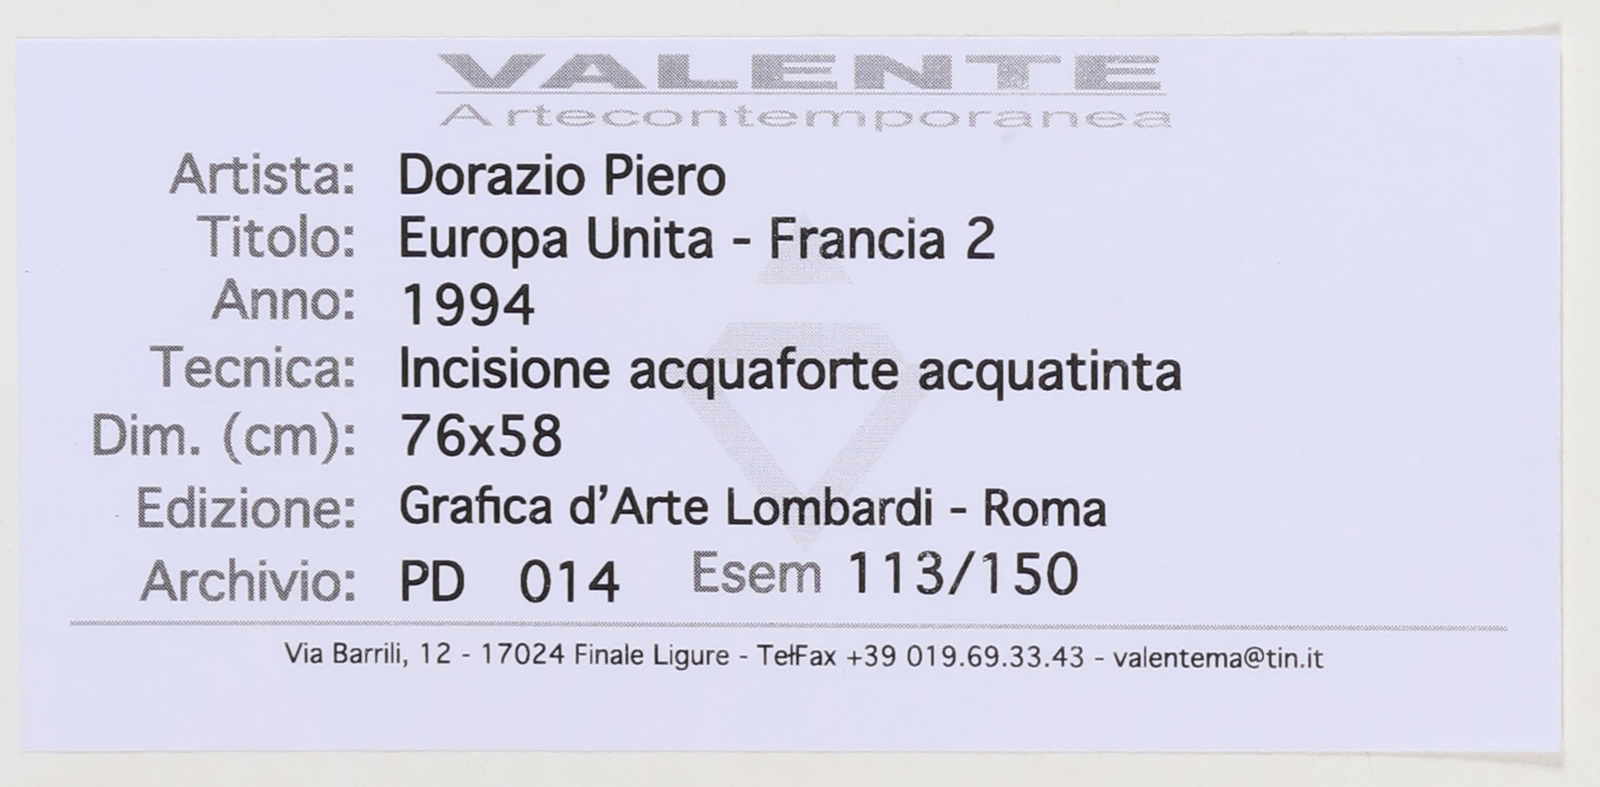 VALENTE
Artecontemporanea
Artista: Dorazio Piero
Titolo: Europa Unita - Francia 2
Anno: 1994
Tecnica: Incisione acquaforte acquatinta
Dim. (cm): 76x58
Edizione: Grafica d'Arte Lombardi - Roma
Archivio: PD 014 Esem 113/150
Via Barrili, 12 - 17024 Finale Ligure - Tel-Fax +39 019.69.33.43 - valentema@tin.it